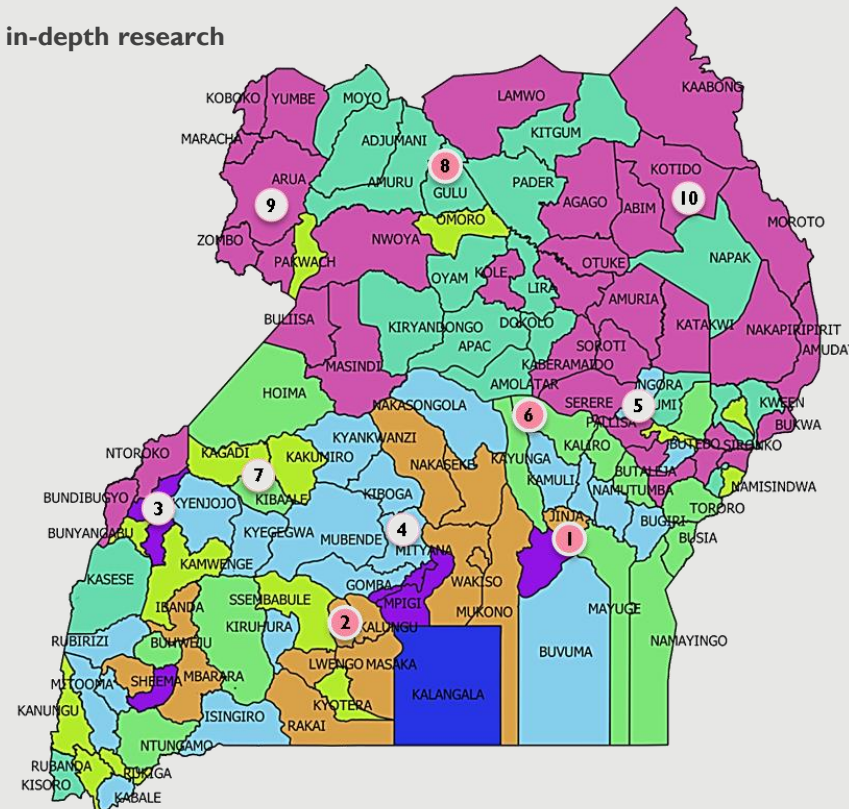 in-depth research
KAABONG
KOBOKO
YUMBE
MOYO
LAMWO
KITGUM
MARACHA
ADJUMANI
8
KOTIDO
ARUA
AMURU
GULU
PADER
AGAGO
ABIM
10
9
OMORO
MOROTO
ZOMBO
NWOYA
PAKWACH
OTUKE
NAPAK
OYAM
KOLE
LIRA
AMURIA
BULIISA
KIRYANDONGO
DOKOLO
KATAKWI
NAKAPIRIPIRIT
APAC
SOROTI
AMUDA
MASINDI
KABERAMAIDO
AMOLATAR
NGORA
HOIMA
NAKASONGOLA
SERERE
5
UMI
KWEEN
6
PALLISA
BUKWA
KYANKWANZI
KALIRO
BUTEBO
SIRONKO
NTOROKO
KAGADI
KAKUMIRO
NAKASEKE
KAYUNGA
BUTALEJA
7
KAMULI
NAMUTUMBA
NAMISINDWA
BUNDIBUGYO
3
KYENJOJO
KIBAALE
KIBOGA
TORORO
BUNYANGABU
4
JINJA
BUGIRI
KYEGEGWA
MUBENDE
MITYANA
1
BUSIA
KAMWENGE
KASESE
GOMBA
WAKISO
IBANDA
SSEMBABULE
MPIGI
MUKONO
MAYUGE
2
KALUNGU
KIRUHURA
RUBIRIZI
BUHWEJU
NAMAYINGO
BUVUMA
LWENGO
MASAKA
MITOOMA
SHEEMA
MBARARA
KALANGALA
KYOTERA
KANUNGU
ISINGIRO
RAKAI
NTUNGAMO
RUBANDA
RUKIGA
KISORO
KABALE